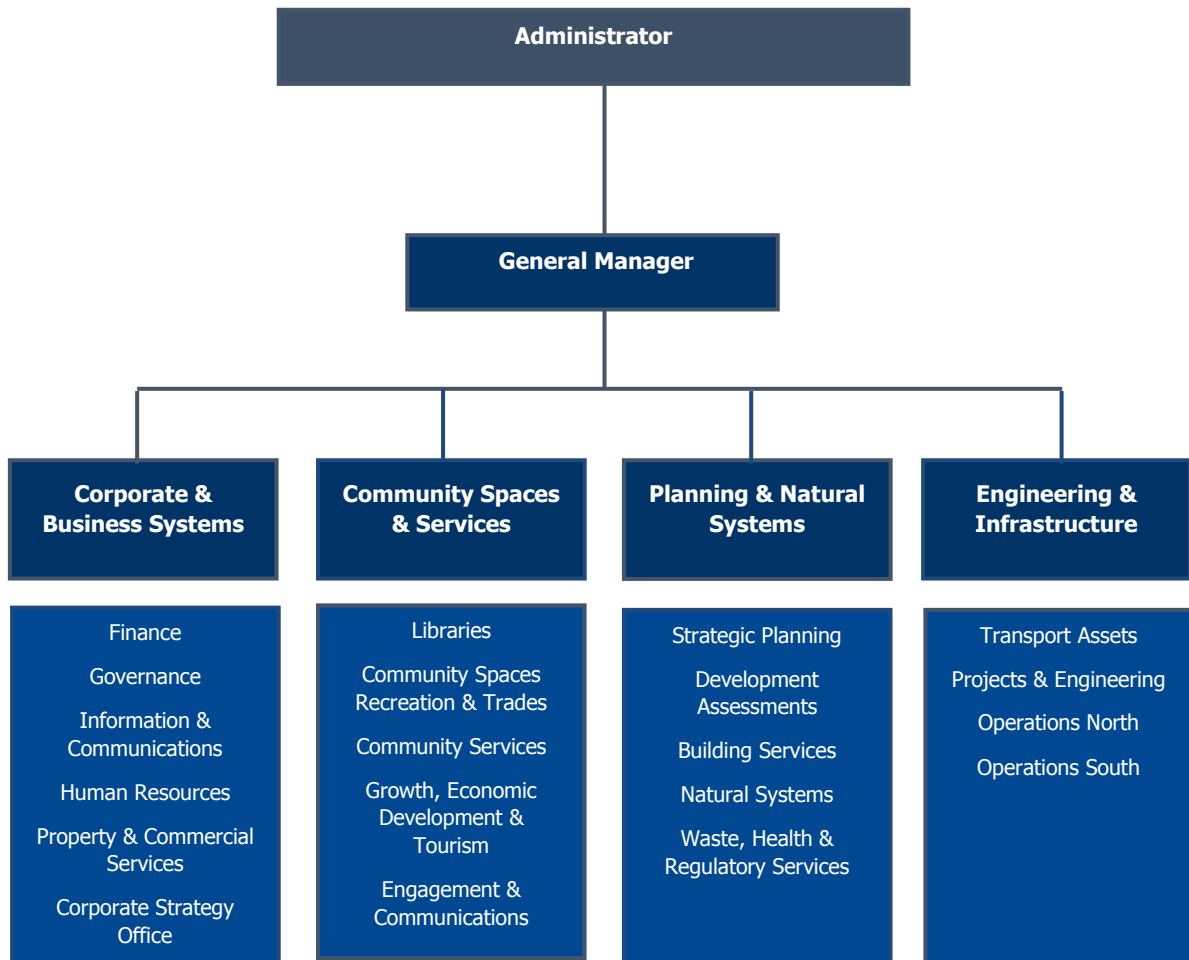 Administrator
General Manager
Corporate &
Business Systems
Community Spaces
& Services
Planning & Natural
Systems
Engineering &
Infrastructure
Finance
Governance
Information &
Communications
Human Resources
Property & Commercial
Services
Corporate Strategy
Office
Libraries
Community Spaces
Recreation & Trades
Community Services
Growth, Economic
Development &
Tourism
Engagement &
Communications
Strategic Planning
Development
Assessments
Building Services
Natural Systems
Waste, Health &
Regulatory Services
Transport Assets
Projects & Engineering
Operations North
Operations South